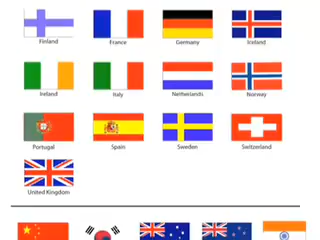 Finland France Germany Iceland
Ireland Italy Netherlands Norway
Portugal Spain Sweden Switzerland
United Kingdom